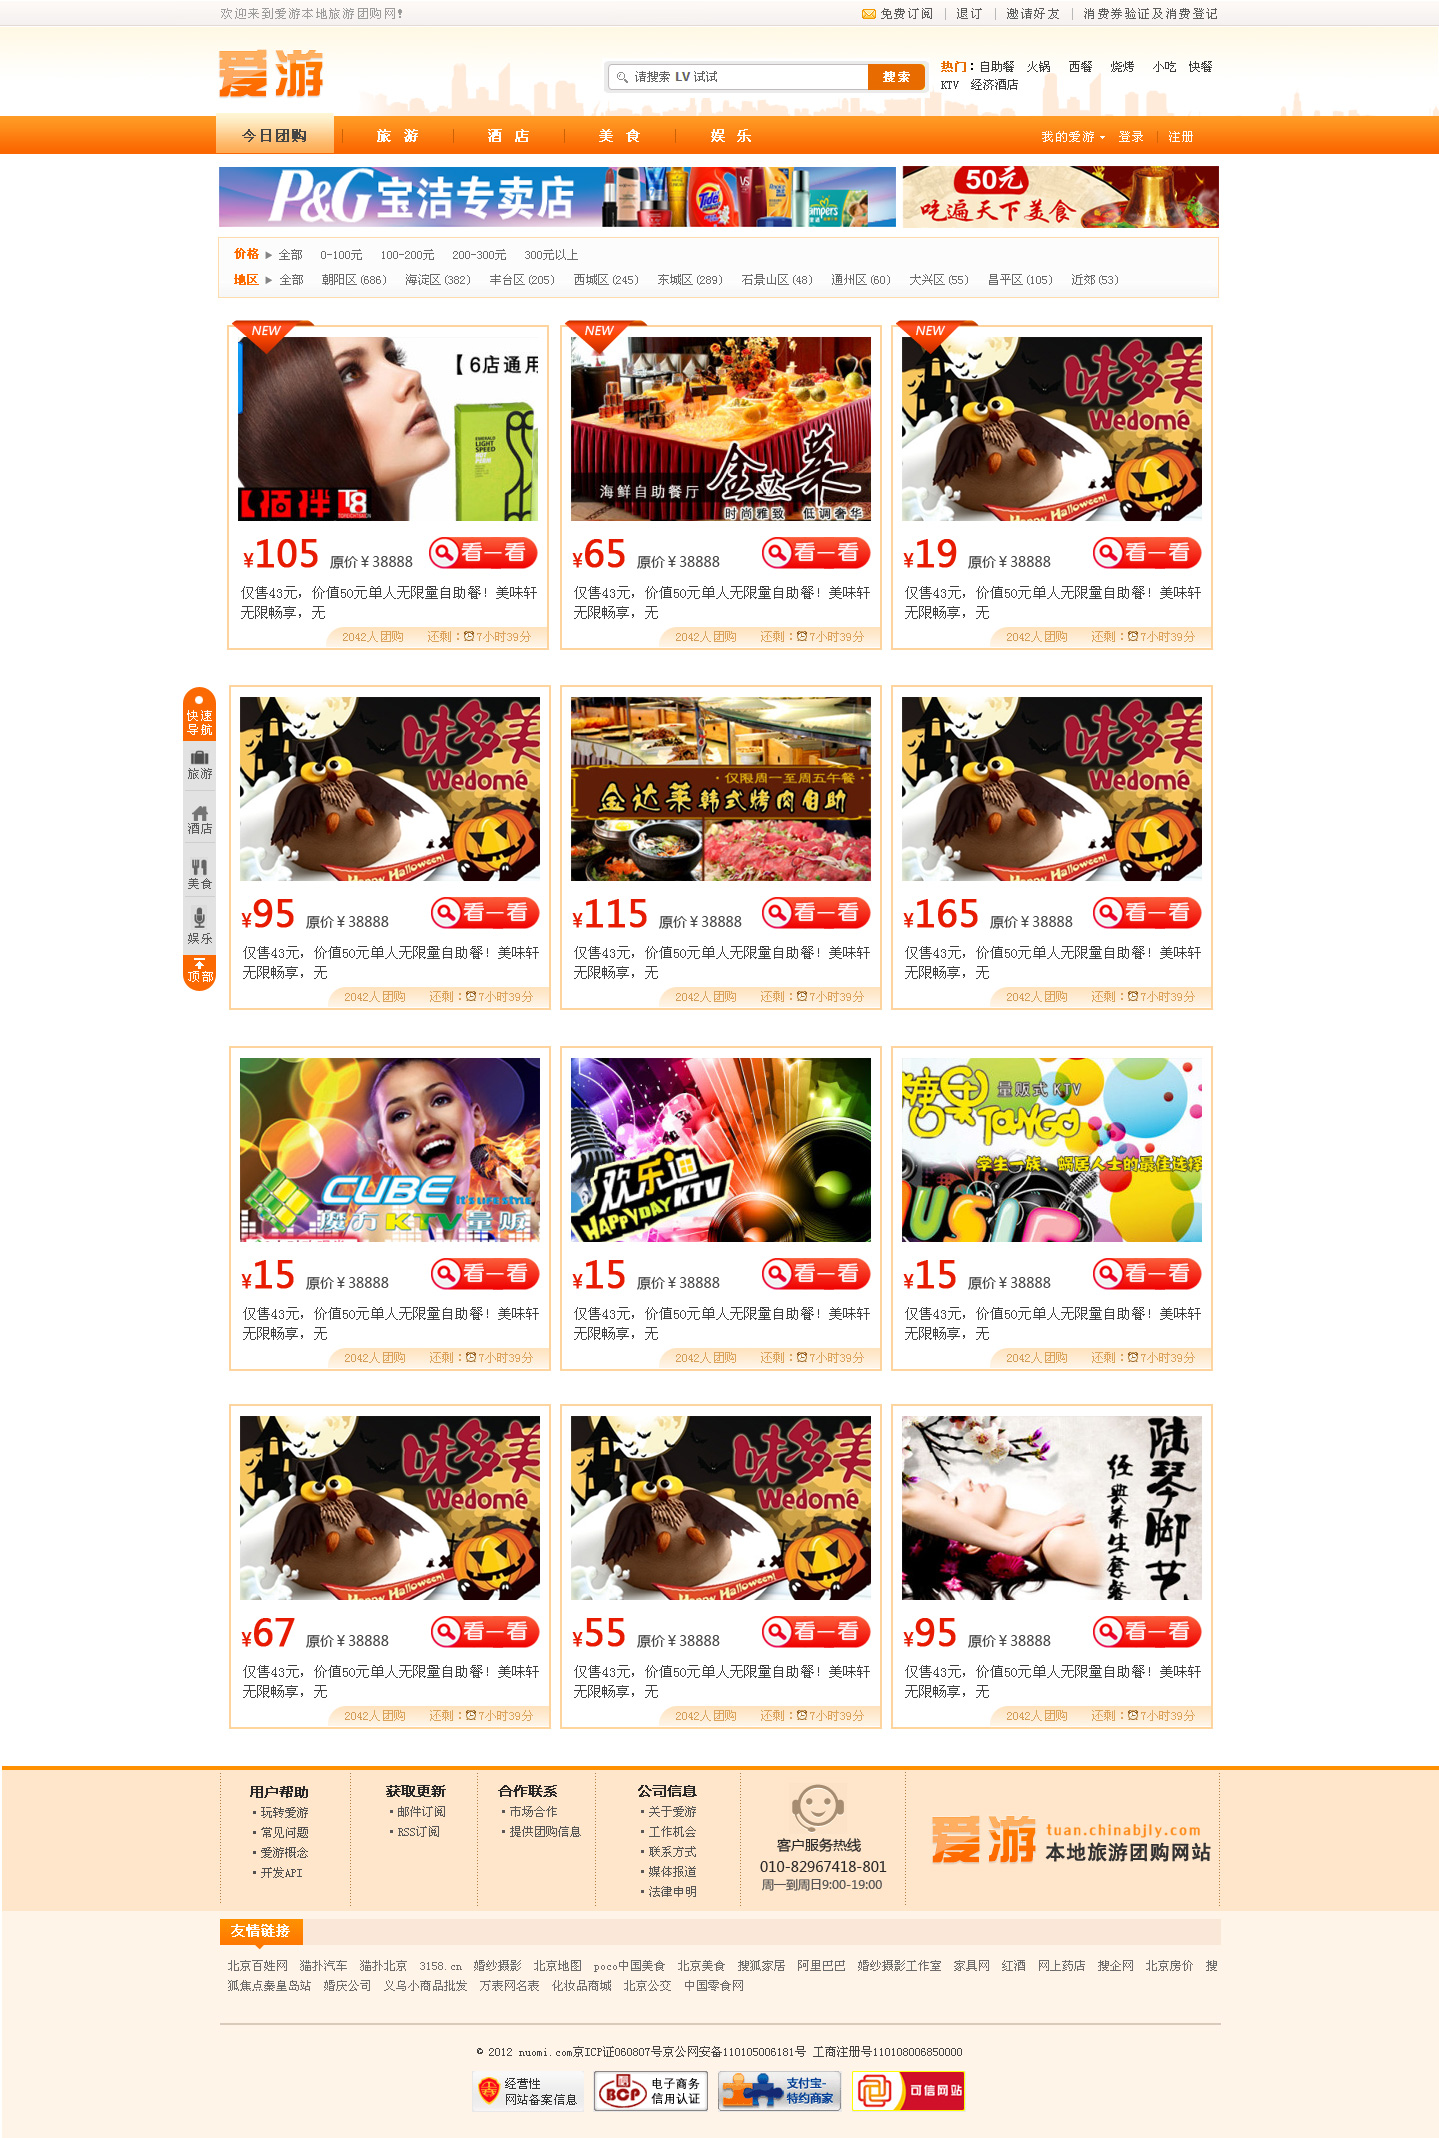 欢迎来到爱游本地旅游团购网!
免费订阅 | 退订 | 邀请好友 | 消费券验证及消费登记
爱游
请搜索 LV 试试
搜索
热门：自助餐 火锅 西餐 烧烤 小吃 快餐
KTV 经济酒店
今日团购 旅游 酒店 美食 娱乐
我的爱游 登录 注册
P&G宝洁专卖店
Tide
VS
Pampers
50元
吃遍天下美食
价格 全部 0-100元 100-200元 200-300元 300元以上
地区 全部 朝阳区(686) 海淀区(382) 丰台区(205) 西城区(245) 东城区(289) 石景山区(48) 通州区(60) 大兴区(55) 昌平区(105) 近郊(53)
NEW
【6店通用
EMERALD
LIGHT
SPEED
T8
¥105 原价¥38888 看一看
仅售43元，价值50元单人无限量自助餐！美味轩
无限畅享，无
2042人团购 还剩：7小时39分
NEW
金达莱
海鲜自助餐厅
时尚雅致 低调奢华
¥65 原价¥38888 看一看
仅售43元，价值50元单人无限量自助餐！美味轩
无限畅享，无
2042人团购 还剩：7小时39分
NEW
味多美
Wedomé
Happy Halloween!
¥19 原价¥38888 看一看
仅售43元，价值50元单人无限量自助餐！美味轩
无限畅享，无
2042人团购 还剩：7小时39分
快速
导航
旅游
酒店
美食
娱乐
顶部
味多美
Wedomé
Happy Halloween!
¥95 原价¥38888 看一看
仅售43元，价值50元单人无限量自助餐！美味轩
无限畅享，无
2042人团购 还剩：7小时39分
·仅限周一至周五午餐·
金达莱韩式烤肉自助
¥115 原价¥38888 看一看
仅售43元，价值50元单人无限量自助餐！美味轩
无限畅享，无
2042人团购 还剩：7小时39分
味多美
Wedomé
Happy Halloween!
¥165 原价¥38888 看一看
仅售43元，价值50元单人无限量自助餐！美味轩
无限畅享，无
2042人团购 还剩：7小时39分
CUBE It's life style
魔方KTV量贩
¥15 原价¥38888 看一看
仅售43元，价值50元单人无限量自助餐！美味轩
无限畅享，无
2042人团购 还剩：7小时39分
欢乐迪
HAPPYDAY KTV
¥15 原价¥38888 看一看
仅售43元，价值50元单人无限量自助餐！美味轩
无限畅享，无
2042人团购 还剩：7小时39分
糖果 量贩式KTV
Tango
学生一族、蜗居人士的最佳选择
¥15 原价¥38888 看一看
仅售43元，价值50元单人无限量自助餐！美味轩
无限畅享，无
2042人团购 还剩：7小时39分
味多美
Wedomé
Happy Halloween!
¥67 原价¥38888 看一看
仅售43元，价值50元单人无限量自助餐！美味轩
无限畅享，无
2042人团购 还剩：7小时39分
味多美
Wedomé
Happy Halloween!
¥55 原价¥38888 看一看
仅售43元，价值50元单人无限量自助餐！美味轩
无限畅享，无
2042人团购 还剩：7小时39分
陆琴脚艺
经典养生套餐
¥95 原价¥38888 看一看
仅售43元，价值50元单人无限量自助餐！美味轩
无限畅享，无
2042人团购 还剩：7小时39分
用户帮助
玩转爱游
常见问题
爱游概念
开发API
获取更新
邮件订阅
RSS订阅
合作联系
市场合作
提供团购信息
公司信息
关于爱游
工作机会
联系方式
媒体报道
法律申明
客户服务热线
010-82967418-801
周一到周日9:00-19:00
爱游
tuan.chinabjly.com
本地旅游团购网站
友情链接
北京百姓网 猫扑汽车 猫扑北京 3158.cn 婚纱摄影 北京地图 poco中国美食 北京美食 搜狐家居 阿里巴巴 婚纱摄影工作室 家具网 红酒 网上药店 搜企网 北京房价 搜
狐焦点秦皇岛站 婚庆公司 义乌小商品批发 万表网名表 化妆品商城 北京公交 中国零食网
© 2012 nuomi.com京ICP证060807号京公网安备110105006181号 工商注册号110108006850000
经营性
网站备案信息
BCP
电子商务
信用认证
支付宝-
特约商家
可信网站